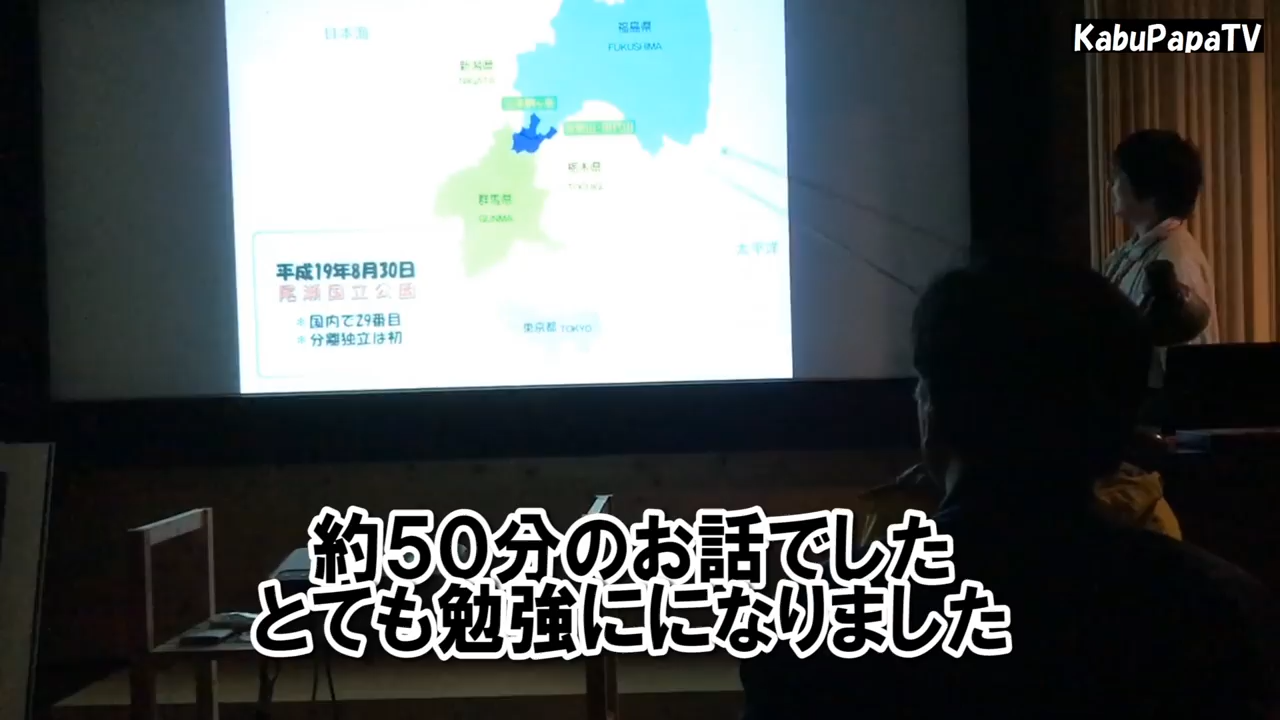 KabuPapaTV
日本海
福島県
FUKUSHIMA
新潟県
太平洋
栃木県
群馬県
GUNMA
東京都 TOKYO
平成19年8月30日
尾瀬国立公園
*国内で29番目
*分離独立は初
約50分のお話でした
とても勉強にになりました